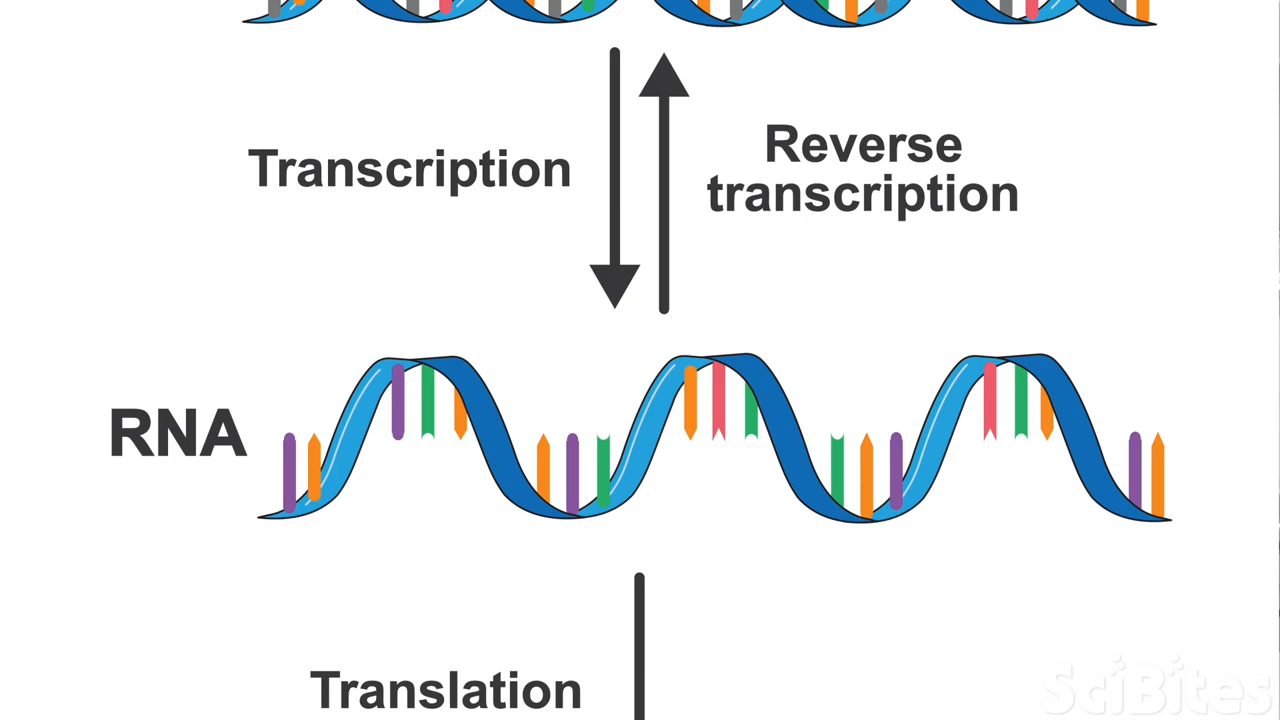 Transcription
Reverse
transcription
RNA
Translation
SciBites